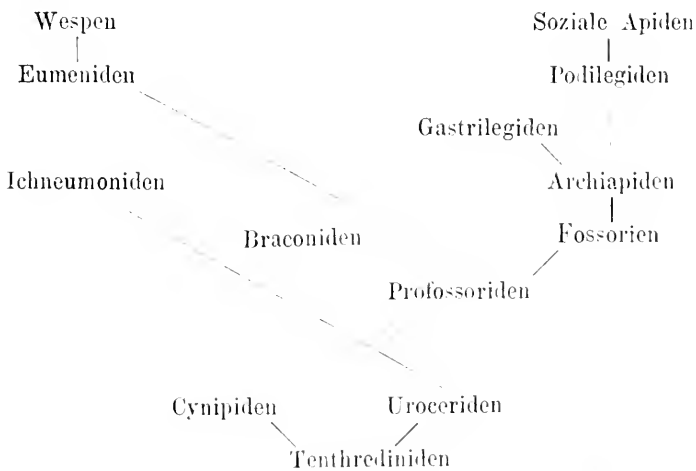 Wespen Soziale Apiden
Eumeniden Podilegiden
Gastrilegiden
Ichneumoniden Archiapiden
Braconiden Fossorien
Profossoriden
Cynipiden Uroceriden
Tenthrediniden